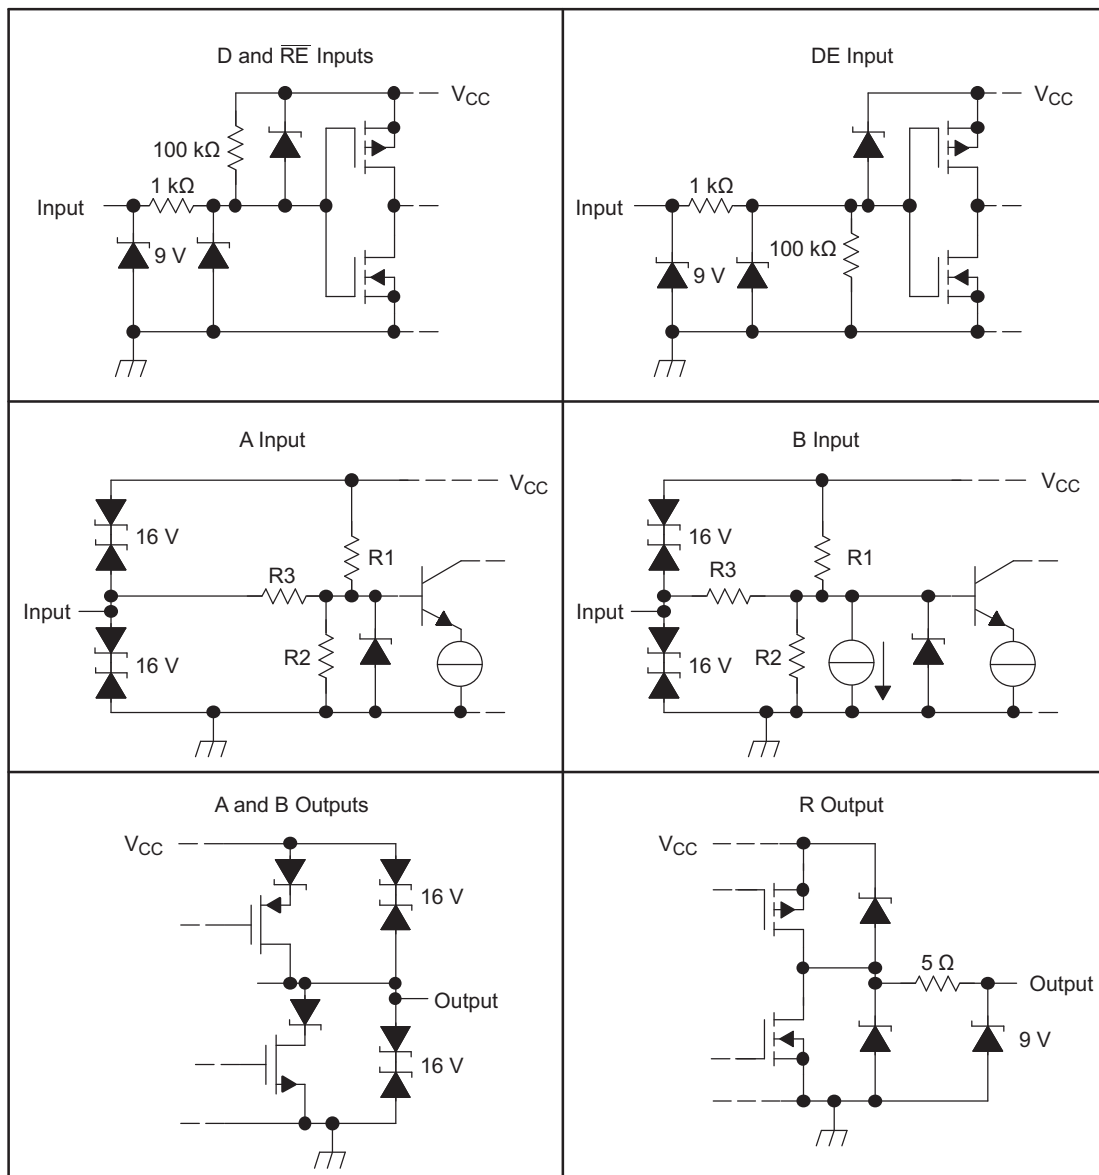 D and R̅E̅ Inputs
VCC
100 kΩ
1 kΩ
Input
9 V
DE Input
VCC
1 kΩ
Input
100 kΩ
9 V
A Input
VCC
16 V
R1
R3
Input
R2
16 V
B Input
VCC
16 V
R1
R3
Input
R2
16 V
A and B Outputs
VCC
16 V
Output
16 V
R Output
VCC
5 Ω
Output
9 V